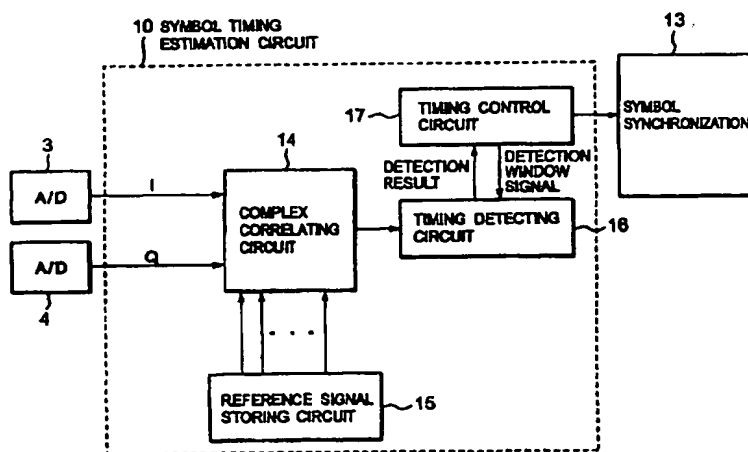 10 SYMBOL TIMING
ESTIMATION CIRCUIT
13
SYMBOL
SYNCHRONIZATION
17
TIMING CONTROL
CIRCUIT
DETECTION
RESULT
DETECTION
WINDOW
SIGNAL
TIMING DETECTING
CIRCUIT
16
14
COMPLEX
CORRELATING
CIRCUIT
3
A/D
I
A/D
Q
4
. . .
REFERENCE SIGNAL
STORING CIRCUIT
15